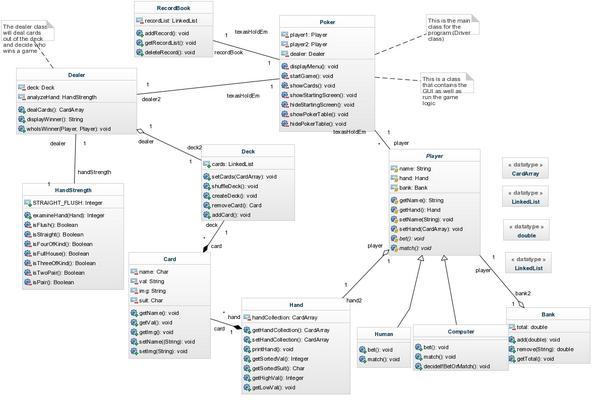 The dealer class
will deal cards
out of the deck
and decide who
wins a game
RecordBook
recordList: LinkedList
addRecord(): void
getRecordList(): void
deleteRecord(): void
1
texasHoldEm
recordBook
1
Poker
player1: Player
player2: Player
dealer: Dealer
displayMenu(): void
startGame(): void
showCards(): void
showStartingScreen(): void
hideStartingScreen(): void
showPokerTable(): void
hidePokerTable(): void
This is the main
class for the
program (Driver
class)
This is a class
that contains the
GUI as well as
run the game
logic
Dealer
deck: Deck
analyzeHand: HandStrength
dealCards(): CardArray
displayWinner(): String
whoIsWinner(Player, Player): void
1
dealer2
1
texasHoldEm
texasHoldEm
1
player
dealer
1
1
dealer
deck2
1
handStrength
1
HandStrength
STRAIGHT_FLUSH: Integer
examineHand(Hand): Integer
isFlush(): Boolean
isStraight(): Boolean
isFourOfKind(): Boolean
isFullHouse(): Boolean
isThreeOfKind(): Boolean
isTwoPair(): Boolean
isPair(): Boolean
Deck
cards: LinkedList
setCards(CardArray): void
shuffleDeck(): void
createDeck(): void
removeCard(): Card
addCard(): void
deck
1
*
card
Player
name: String
hand: Hand
bank: Bank
getName(): String
getHand(): Hand
setName(String): void
setHand(CardArray): void
bet(): void
match(): void
« datatype »
CardArray
« datatype »
LinkedList
« datatype »
double
« datatype »
LinkedList
player
1
hand2
1
player
1
bank2
1
Card
name: Char
val: String
img: String
suit: Char
getName(): void
getVal(): void
getImg(): void
setName(String): void
setImg(String): void
*
hand
card
1
Hand
handCollection: CardArray
getHandCollection(): CardArray
setHandCollection(): CardArray
printHand(): void
getSortedVal(): Integer
getSortedSuit(): Char
getHighVal(): Integer
getLowVal(): void
Human
bet(): void
match(): void
Computer
bet(): void
match(): void
decideIfBetOrMatch(): void
Bank
total: double
add(double): void
remove(String): double
getTotal(): void